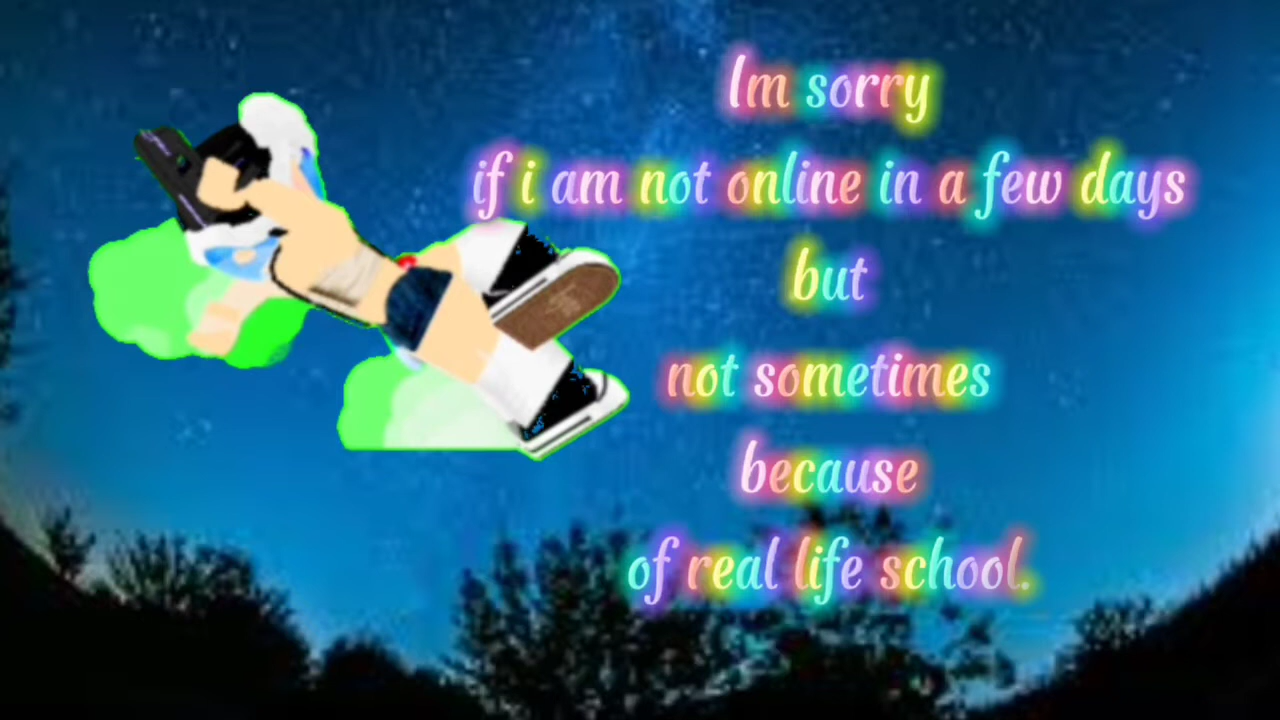 Im sorry
if i am not online in a few days
but
not sometimes
because
of real life school.